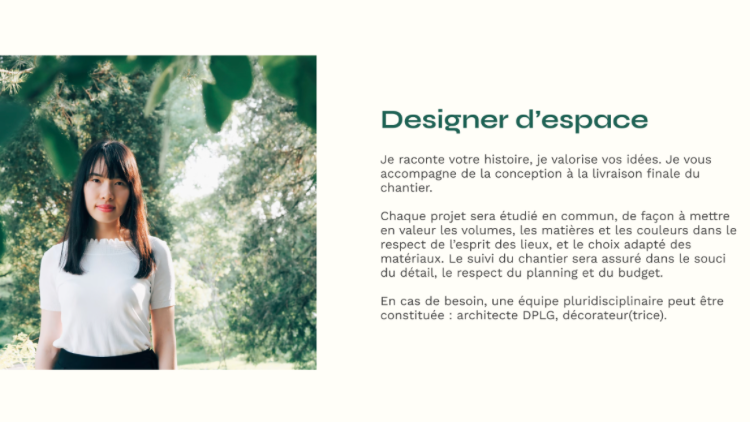 Designer d’espace
Je raconte votre histoire, je valorise vos idées. Je vous
accompagne de la conception à la livraison finale du
chantier.
Chaque projet sera étudié en commun, de façon à mettre
en valeur les volumes, les matières et les couleurs dans le
respect de l’esprit des lieux, et le choix adapté des
matériaux. Le suivi du chantier sera assuré dans le souci
du détail, le respect du planning et du budget.
En cas de besoin, une équipe pluridisciplinaire peut être
constituée : architecte DPLG, décorateur(trice).